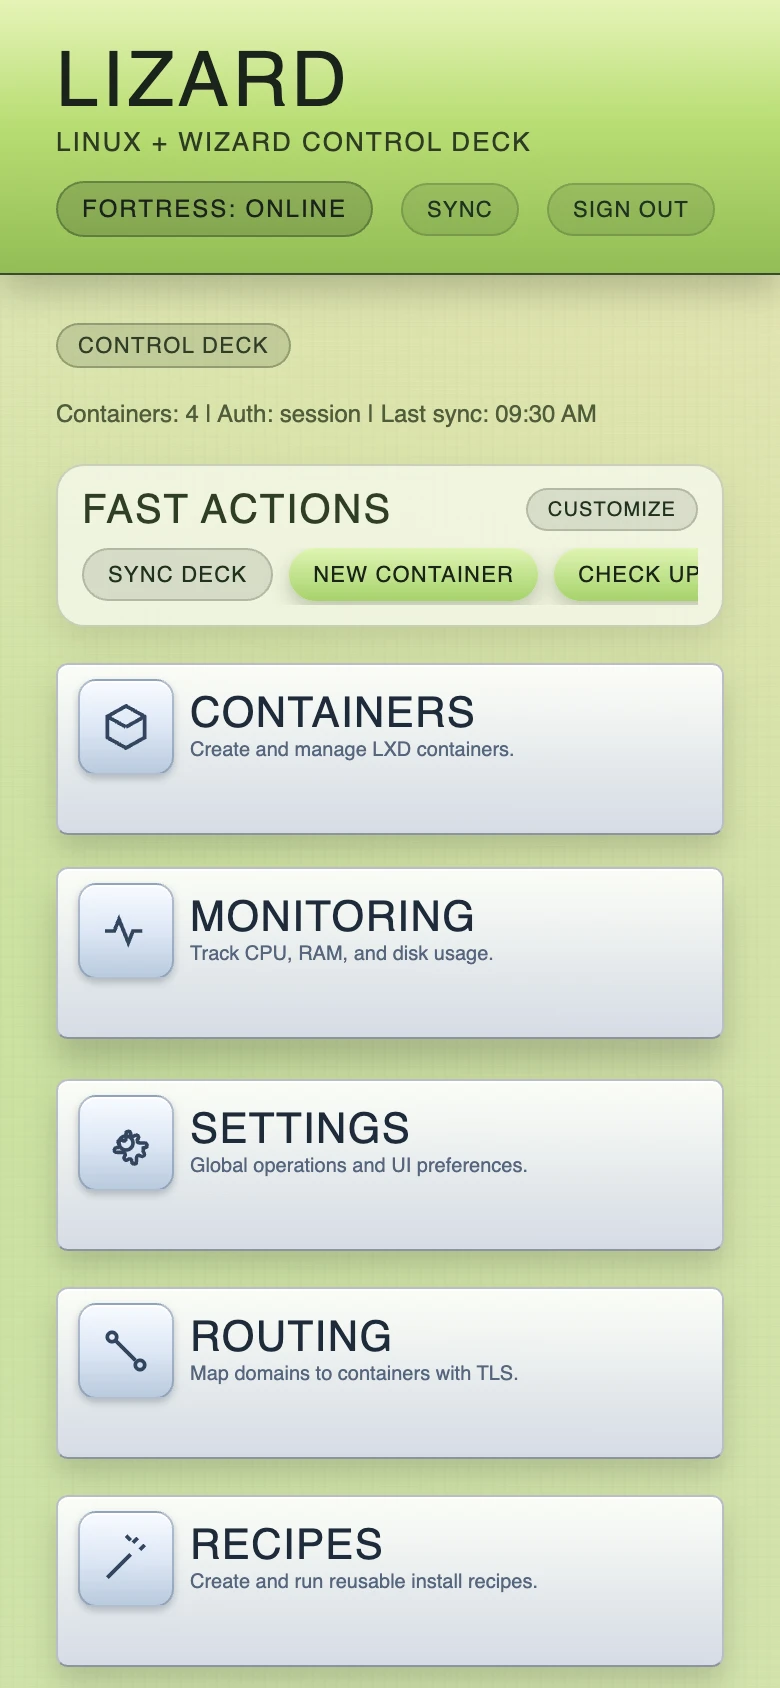 LIZARD
LINUX + WIZARD CONTROL DECK
FORTRESS: ONLINE SYNC SIGN OUT
CONTROL DECK
Containers: 4 | Auth: session | Last sync: 09:30 AM
FAST ACTIONS CUSTOMIZE
SYNC DECK NEW CONTAINER CHECK UP
CONTAINERS
Create and manage LXD containers.
MONITORING
Track CPU, RAM, and disk usage.
SETTINGS
Global operations and UI preferences.
ROUTING
Map domains to containers with TLS.
RECIPES
Create and run reusable install recipes.